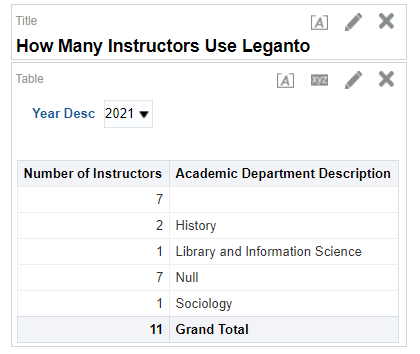 Title
How Many Instructors Use Leganto
Table
xyz
Year Desc 2021
Number of Instructors Academic Department Description
7
2 History
1 Library and Information Science
7 Null
1 Sociology
11 Grand Total